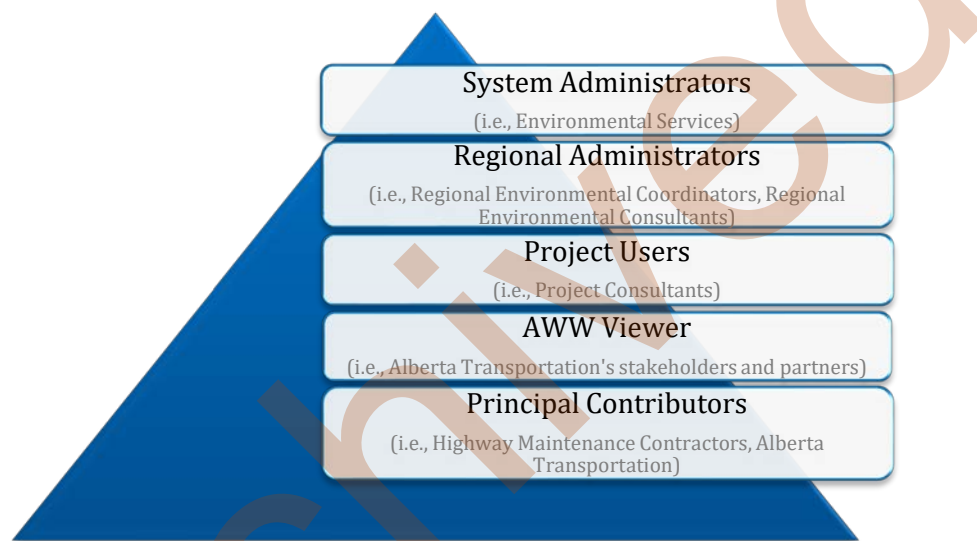 System Administrators
(i.e., Environmental Services)
Regional Administrators
(i.e., Regional Environmental Coordinators, Regional
Environmental Consultants)
Project Users
(i.e., Project Consultants)
AWW Viewer
(i.e., Alberta Transportation's stakeholders and partners)
Principal Contributors
(i.e., Highway Maintenance Contractors, Alberta
Transportation)
chived